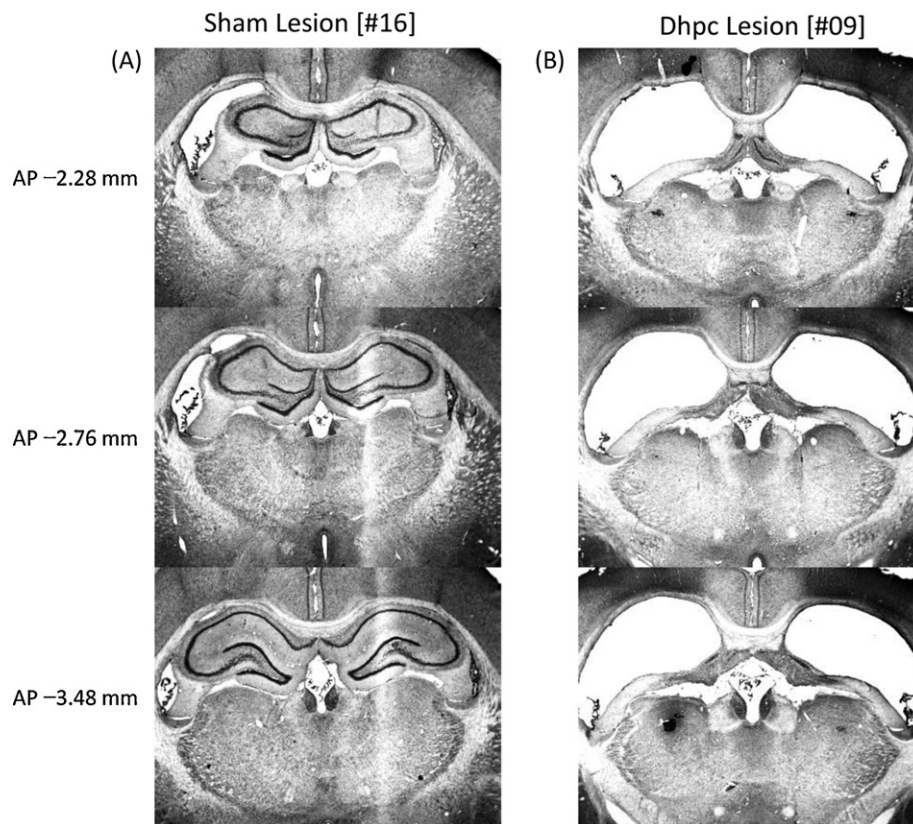 Sham Lesion [#16]
Dhpc Lesion [#09]
(A)
(B)
AP −2.28 mm
AP −2.76 mm
AP −3.48 mm